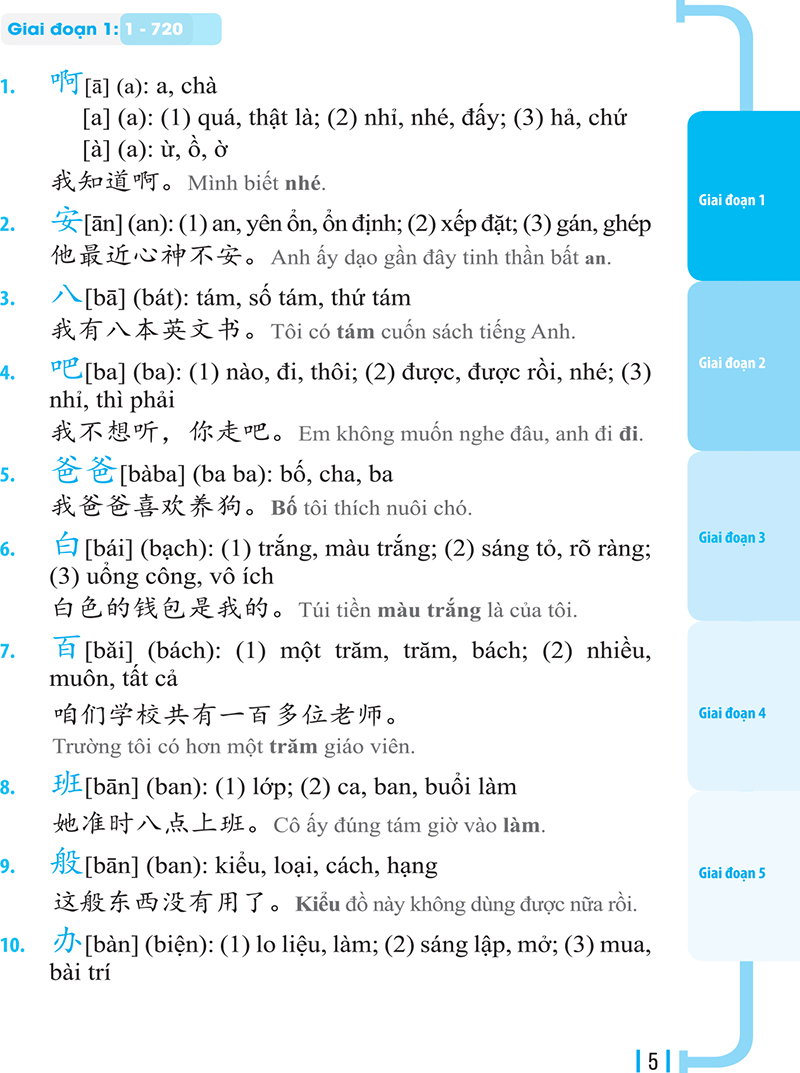 Giai đoạn 1: 1 - 720
1. 啊[ā] (a): a, chà
[a] (a): (1) quá, thật là; (2) nhỉ, nhé, đấy; (3) hả, chứ
[à] (a): ừ, ồ, ờ
我知道啊。Mình biết nhé.
2. 安[ān] (an): (1) an, yên ổn, ổn định; (2) xếp đặt; (3) gán, ghép
他最近心神不安。Anh ấy dạo gần đây tinh thần bất an.
3. 八[bā] (bát): tám, số tám, thứ tám
我有八本英文书。Tôi có tám cuốn sách tiếng Anh.
4. 吧[ba] (ba): (1) nào, đi, thôi; (2) được, được rồi, nhé; (3)
nhỉ, thì phải
我不想听，你走吧。Em không muốn nghe đâu, anh đi đi.
5. 爸爸[bàba] (ba ba): bố, cha, ba
我爸爸喜欢养狗。Bố tôi thích nuôi chó.
6. 白[bái] (bạch): (1) trắng, màu trắng; (2) sáng tỏ, rõ ràng;
(3) uổng công, vô ích
白色的钱包是我的。Túi tiền màu trắng là của tôi.
7. 百[bǎi] (bách): (1) một trăm, trăm, bách; (2) nhiều,
muôn, tất cả
咱们学校共有一百多位老师。
Trường tôi có hơn một trăm giáo viên.
8. 班[bān] (ban): (1) lớp; (2) ca, ban, buổi làm
她准时八点上班。Cô ấy đúng tám giờ vào làm.
9. 般[bān] (ban): kiểu, loại, cách, hạng
这般东西没有用了。Kiểu đồ này không dùng được nữa rồi.
10. 办[bàn] (biện): (1) lo liệu, làm; (2) sáng lập, mở; (3) mua,
bài trí
Giai đoạn 1
Giai đoạn 2
Giai đoạn 3
Giai đoạn 4
Giai đoạn 5
5